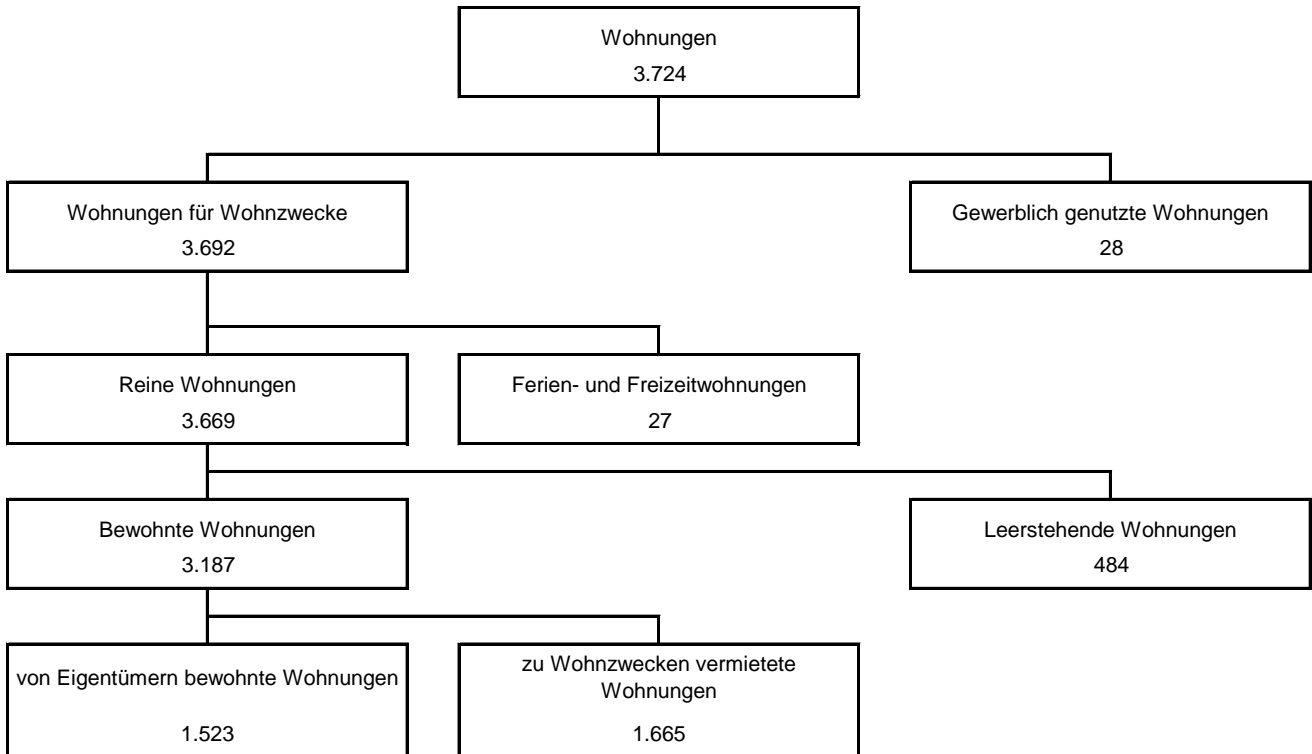 Wohnungen
3.724
Wohnungen für Wohnzwecke
3.692
Gewerblich genutzte Wohnungen
28
Reine Wohnungen
3.669
Ferien- und Freizeitwohnungen
27
Bewohnte Wohnungen
3.187
Leerstehende Wohnungen
484
von Eigentümern bewohnte Wohnungen
1.523
zu Wohnzwecken vermietete
Wohnungen
1.665